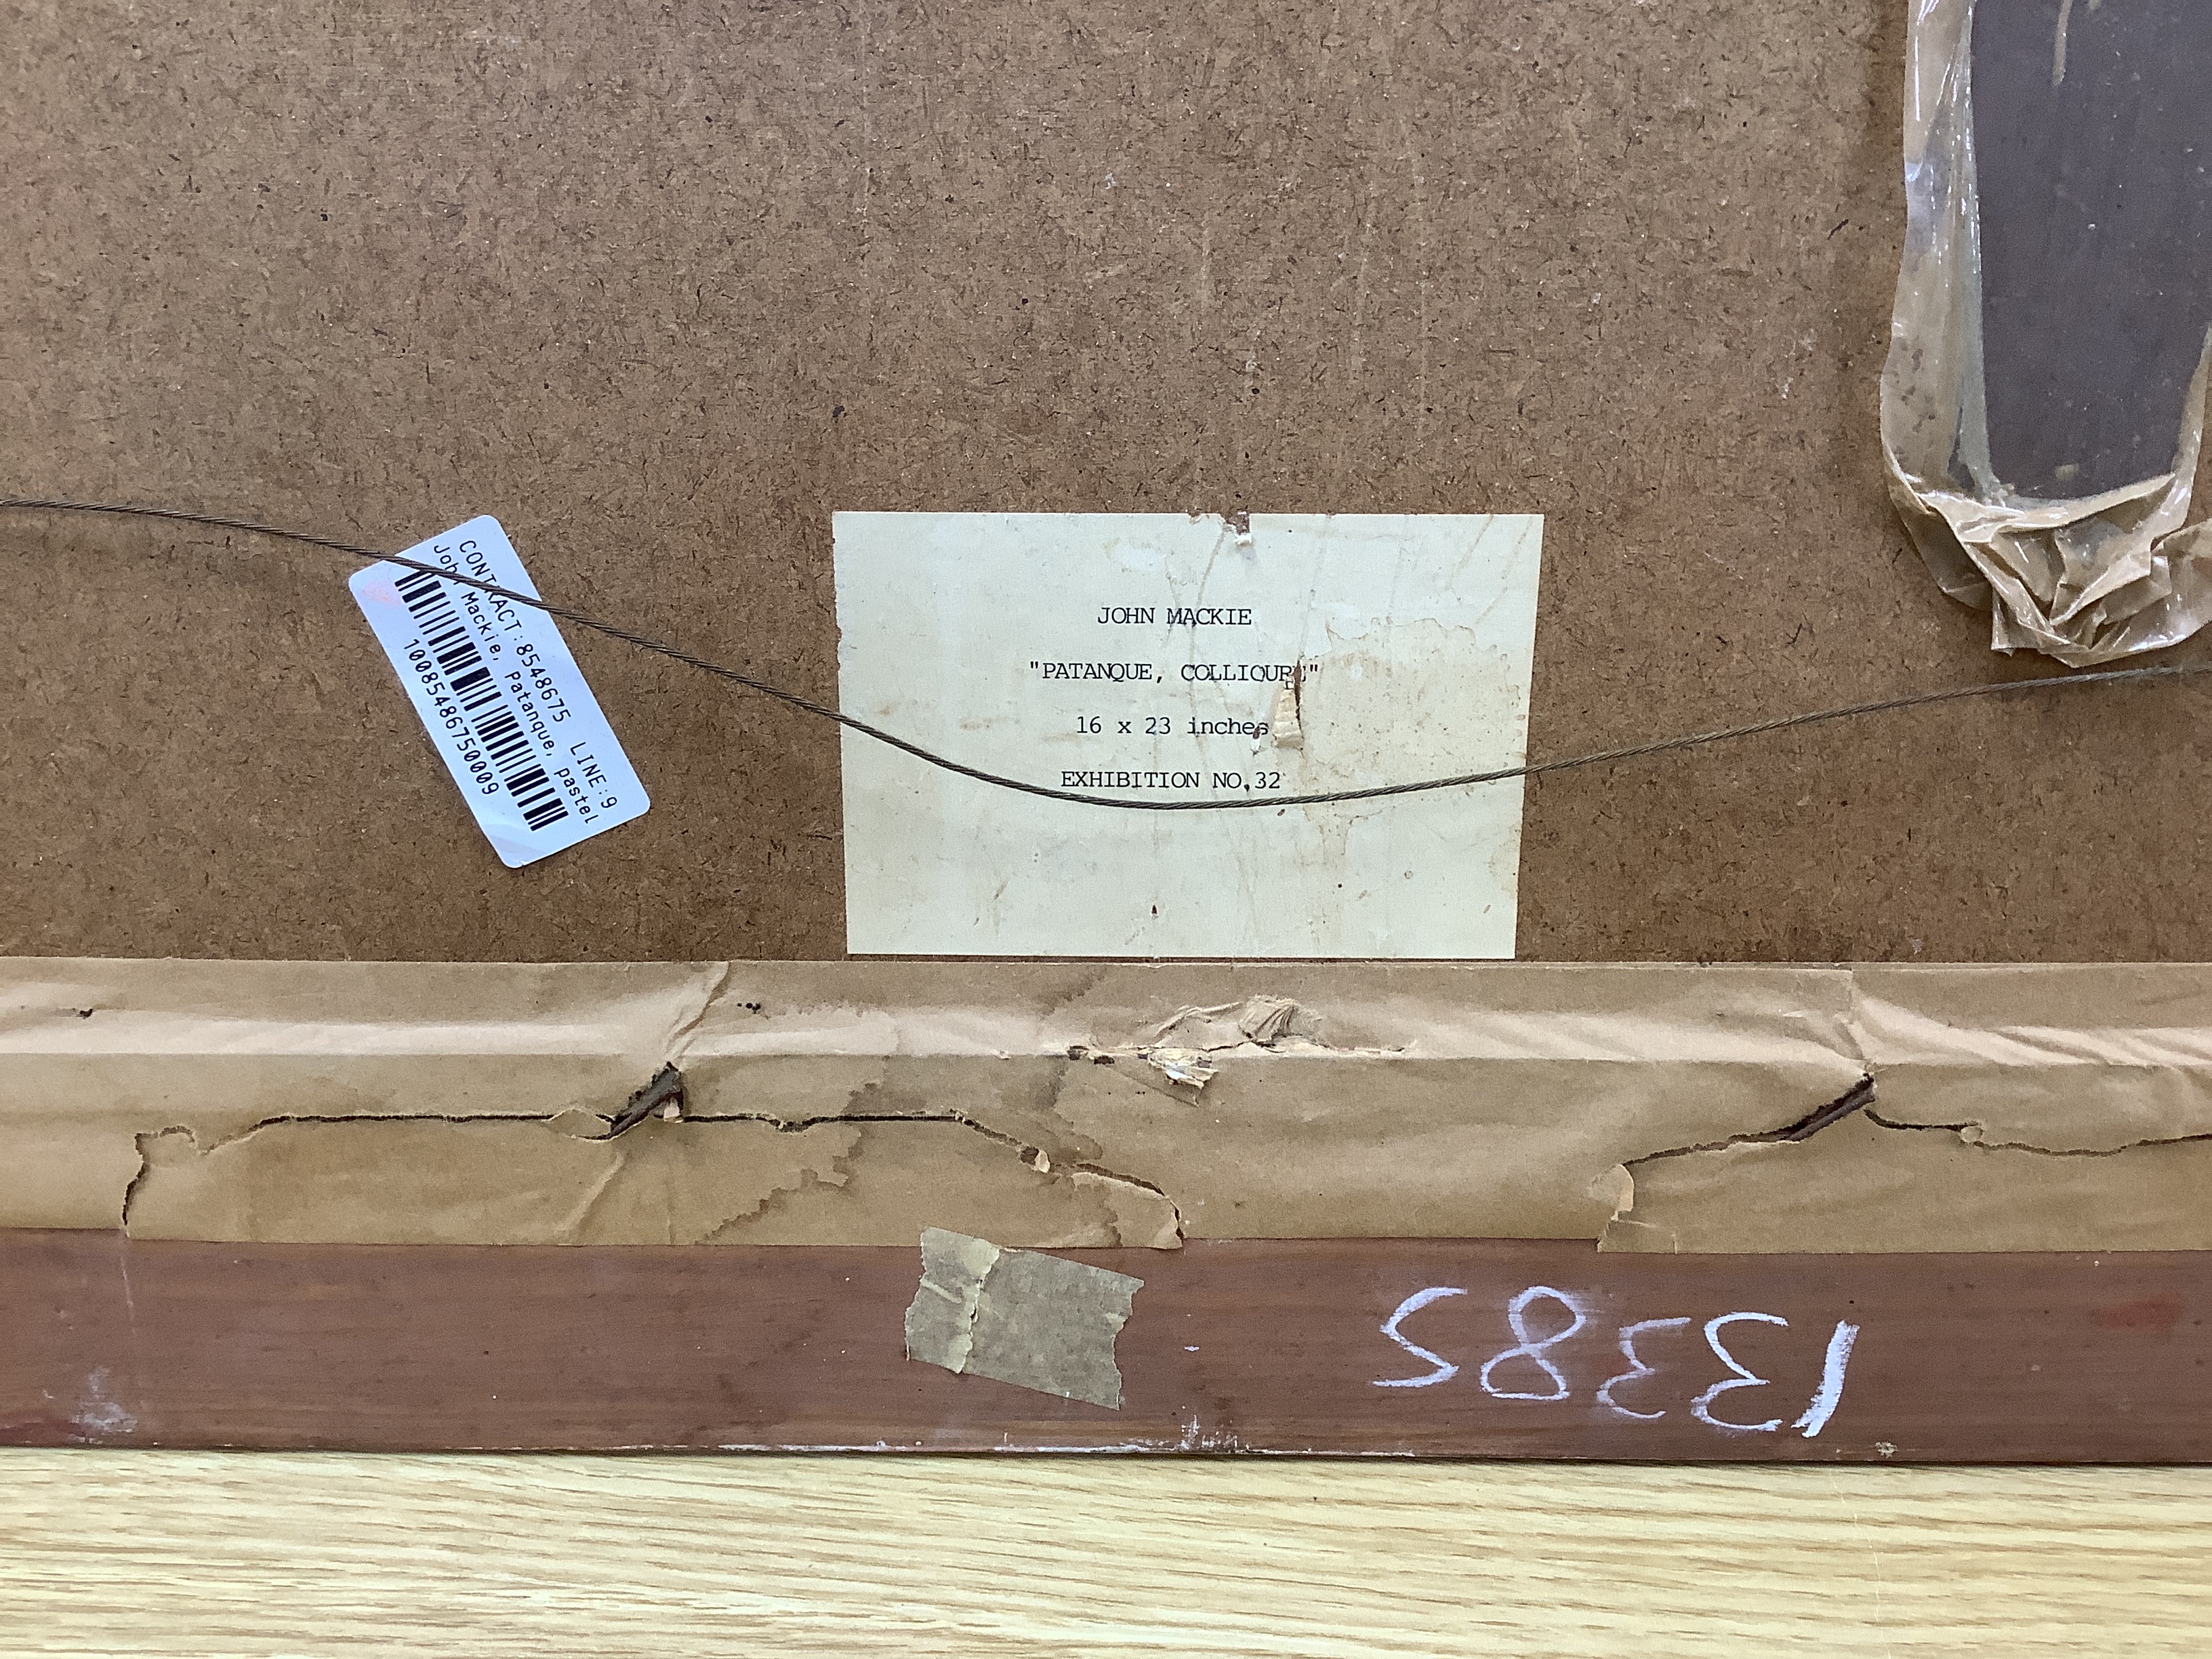 CONTRACT:8548675 LINE:9
John Mackie, Patanque, pastel
10085486750009
JOHN MACKIE
"PATANQUE, COLLIOURE"
16 x 23 inches
EXHIBITION NO.32
13385